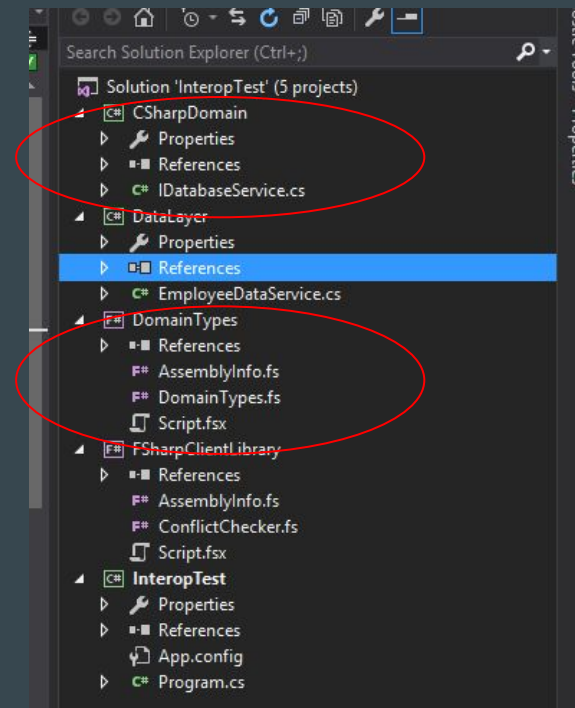 Search Solution Explorer (Ctrl+;)
Solution 'InteropTest' (5 projects)
C# CSharpDomain
Properties
References
C# IDatabaseService.cs
C# DataLayer
Properties
References
C# EmployeeDataService.cs
F# DomainTypes
References
F# AssemblyInfo.fs
F# DomainTypes.fs
Script.fsx
F# FSharpClientLibrary
References
F# AssemblyInfo.fs
F# ConflictChecker.fs
Script.fsx
C# InteropTest
Properties
References
App.config
C# Program.cs
Properties